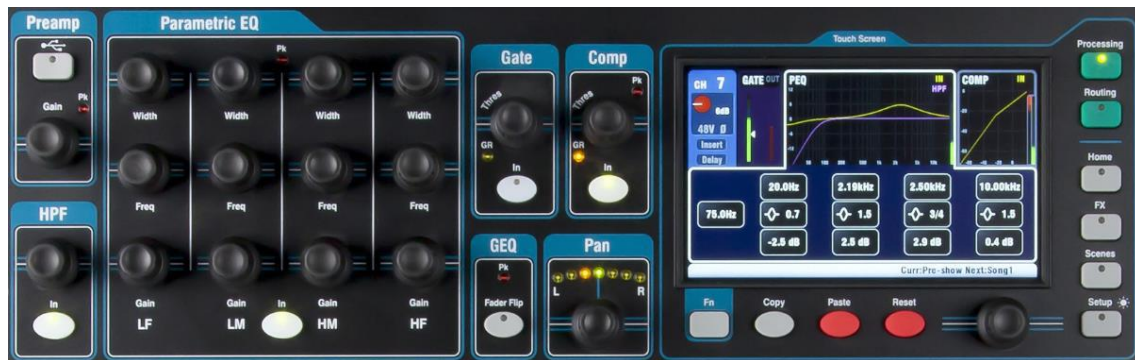 Preamp
Gain
Pk
HPF
In
Parametric EQ
Pk
Width
Width
Width
Width
Freq
Freq
Freq
Freq
Gain
Gain
In
Gain
Gain
LF
LM
HM
HF
Gate
Thres
GR
In
Comp
Pk
Thres
GR
In
GEQ
Pk
Fader Flip
Pan
L
R
Touch Screen
CH 7
0dB
48V Ø
Insert
Delay
GATE OUT
PEQ
IN
HPF
COMP
IN
75.0Hz
20.0Hz
2.19kHz
2.50kHz
10.00kHz
0.7
1.5
3/4
1.5
-2.5 dB
2.5 dB
2.9 dB
0.4 dB
Curr:Pre-show Next:Song1
Fn
Copy
Paste
Reset
Processing
Routing
Home
FX
Scenes
Setup